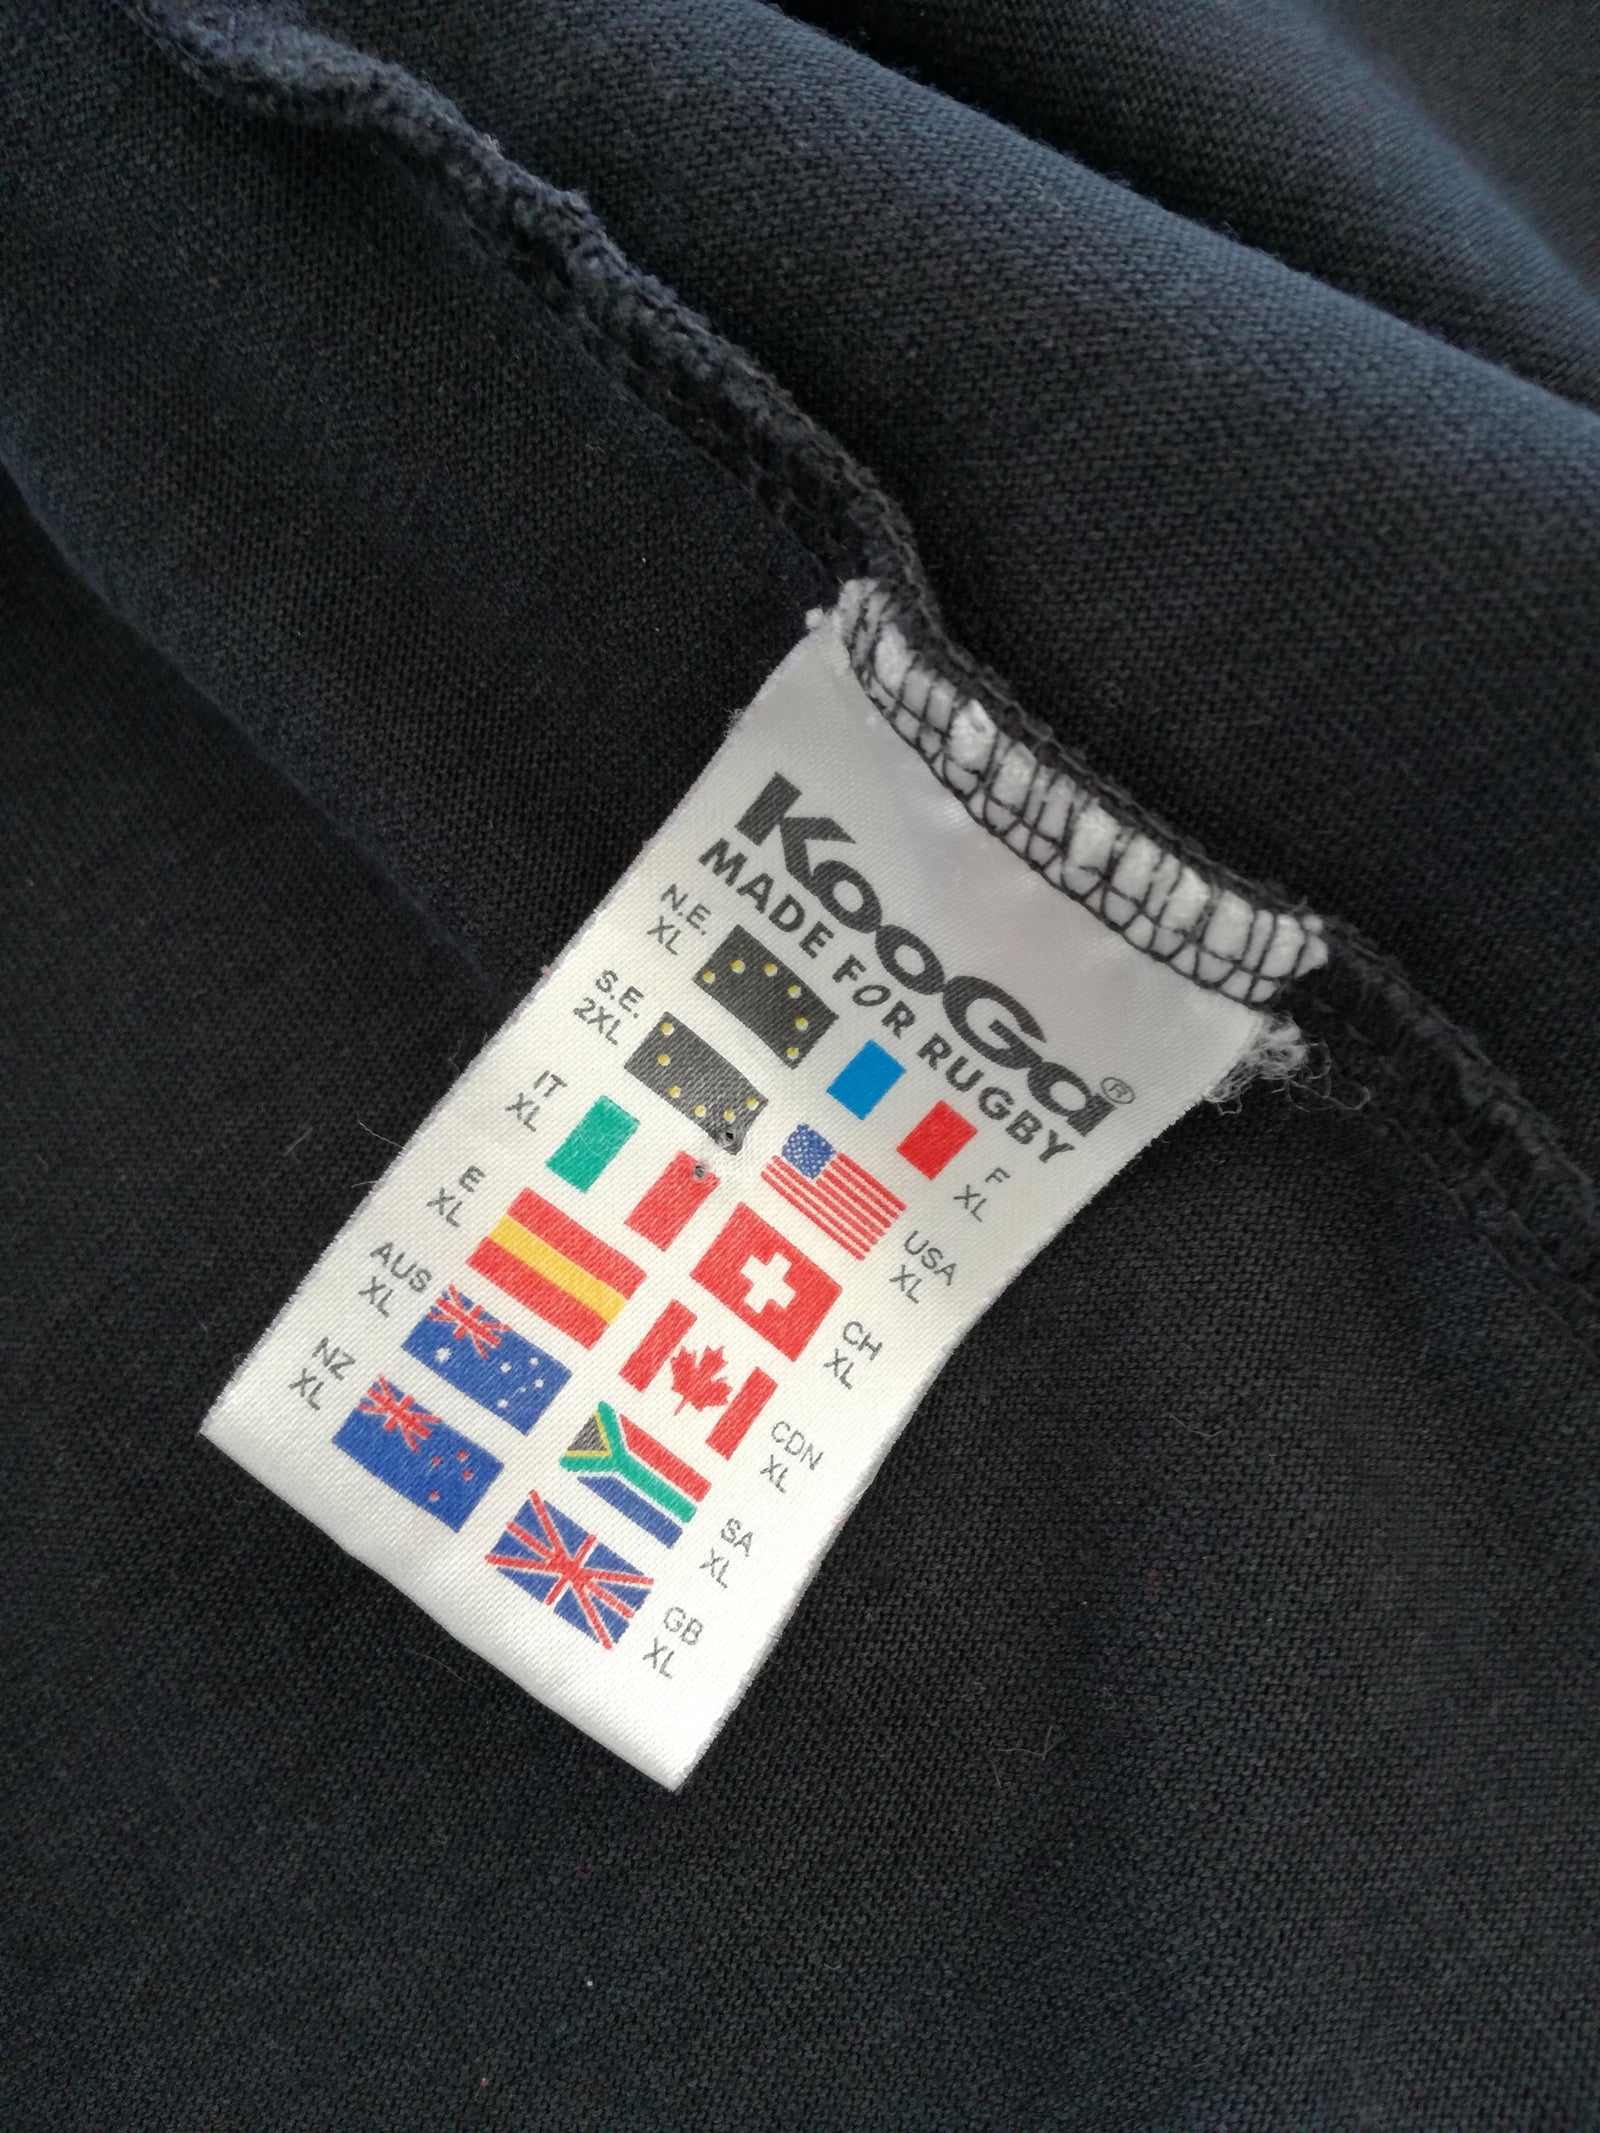 KooGa®
MADE FOR RUGBY
N.E.
XL
S.E.
2XL
IT
XL
E
XL
AUS
XL
NZ
XL
F
XL
USA
XL
CH
XL
CDN
XL
SA
XL
GB
XL